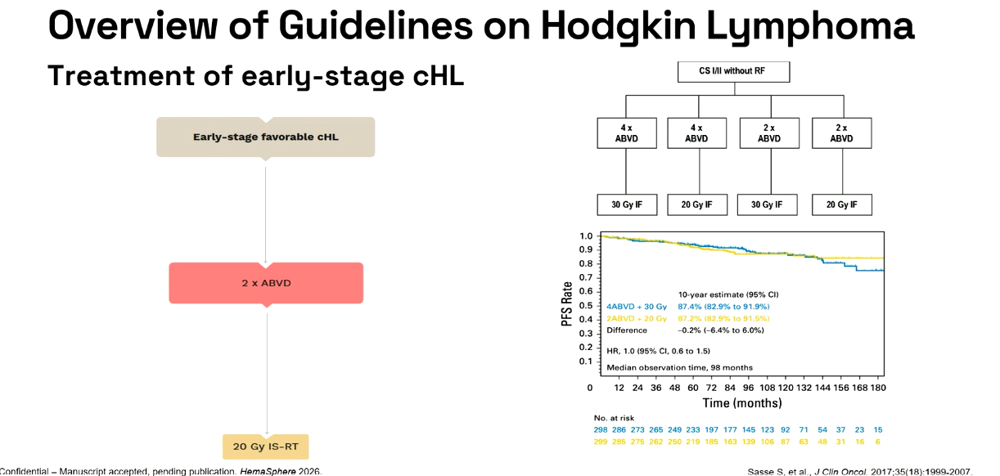 Overview of Guidelines on Hodgkin Lymphoma
Treatment of early-stage cHL
Early-stage favorable cHL
2 x ABVD
20 Gy IS-RT
CS I/II without RF
4 x ABVD
4 x ABVD
2 x ABVD
2 x ABVD
30 Gy IF
20 Gy IF
30 Gy IF
20 Gy IF
PFS Rate
1.0
0.9
0.8
0.7
0.6
0.5
0.4
0.3
0.2
0.1
10-year estimate (95% CI)
4ABVD + 30 Gy 87.4% (82.9% to 91.9%)
2ABVD + 20 Gy 87.2% (82.9% to 91.5%)
Difference –0.2% (–6.4% to 6.0%)
HR, 1.0 (95% CI, 0.6 to 1.5)
Median observation time, 98 months
0 12 24 36 48 60 72 84 96 108 120 132 144 156 168 180
Time (months)
No. at risk
298 286 273 265 249 233 197 177 145 123 92 71 54 37 23 15
299 285 275 262 250 219 185 163 139 106 87 63 48 31 16 6
Confidential – Manuscript accepted, pending publication. HemaSphere 2026.
Sasse S, et al., J Clin Oncol. 2017;35(18):1999-2007.